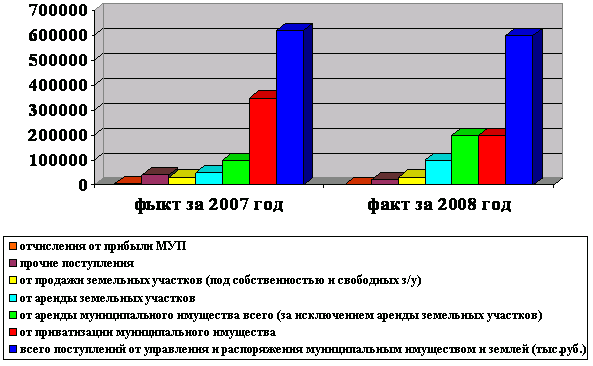 700000
600000
500000
400000
300000
200000
100000
0
фыкт за 2007 год факт за 2008 год
отчисления от прибыли МУП
прочие поступления
от продажи земельных участков (под собственностью и свободных з/у)
от аренды земельных участков
от аренды муниципального имущества всего (за исключением аренды земельных участков)
от приватизации муниципального имущества
всего поступлений от управления и распоряжения муниципальным имуществом и землей (тыс.руб.)